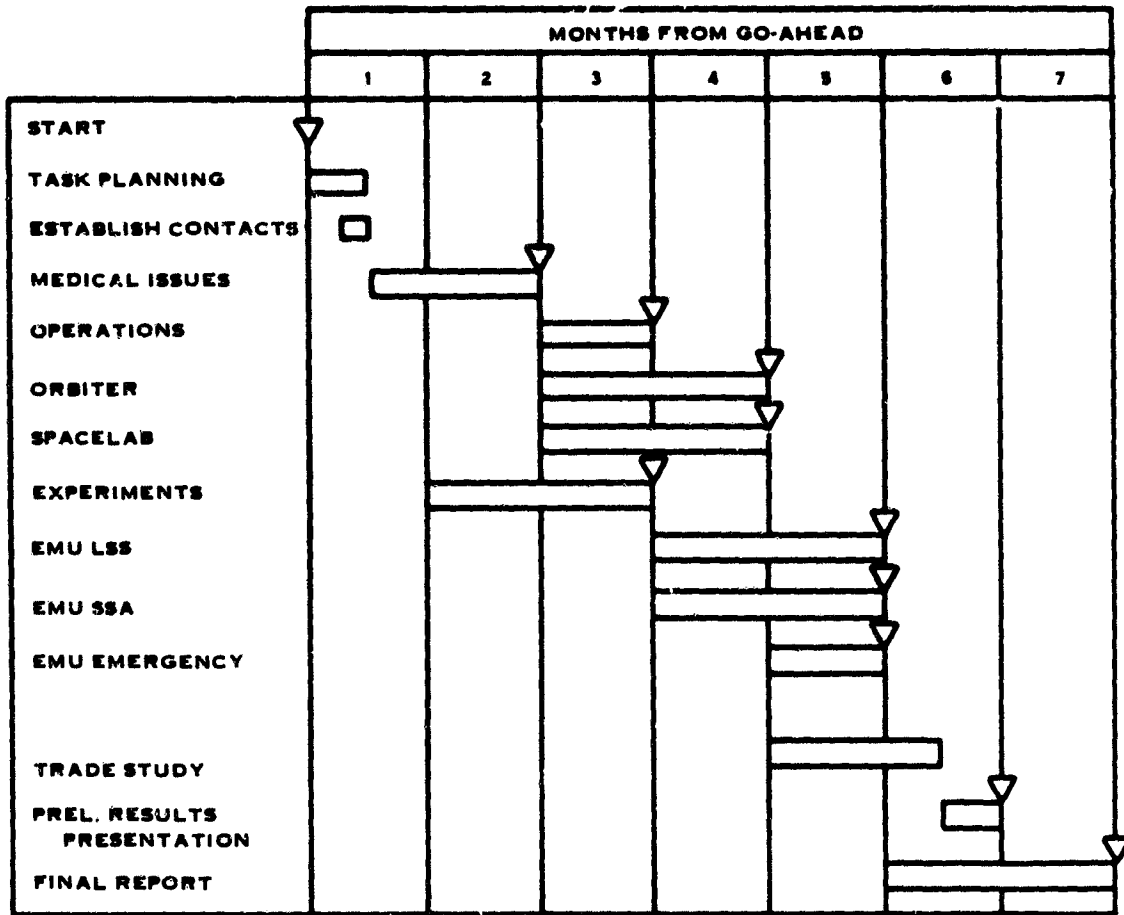 MONTHS FROM GO-AHEAD
1 2 3 4 5 6 7
START
TASK PLANNING
ESTABLISH CONTACTS
MEDICAL ISSUES
OPERATIONS
ORBITER
SPACELAB
EXPERIMENTS
EMU LSS
EMU SSA
EMU EMERGENCY
TRADE STUDY
PREL. RESULTS
PRESENTATION
FINAL REPORT